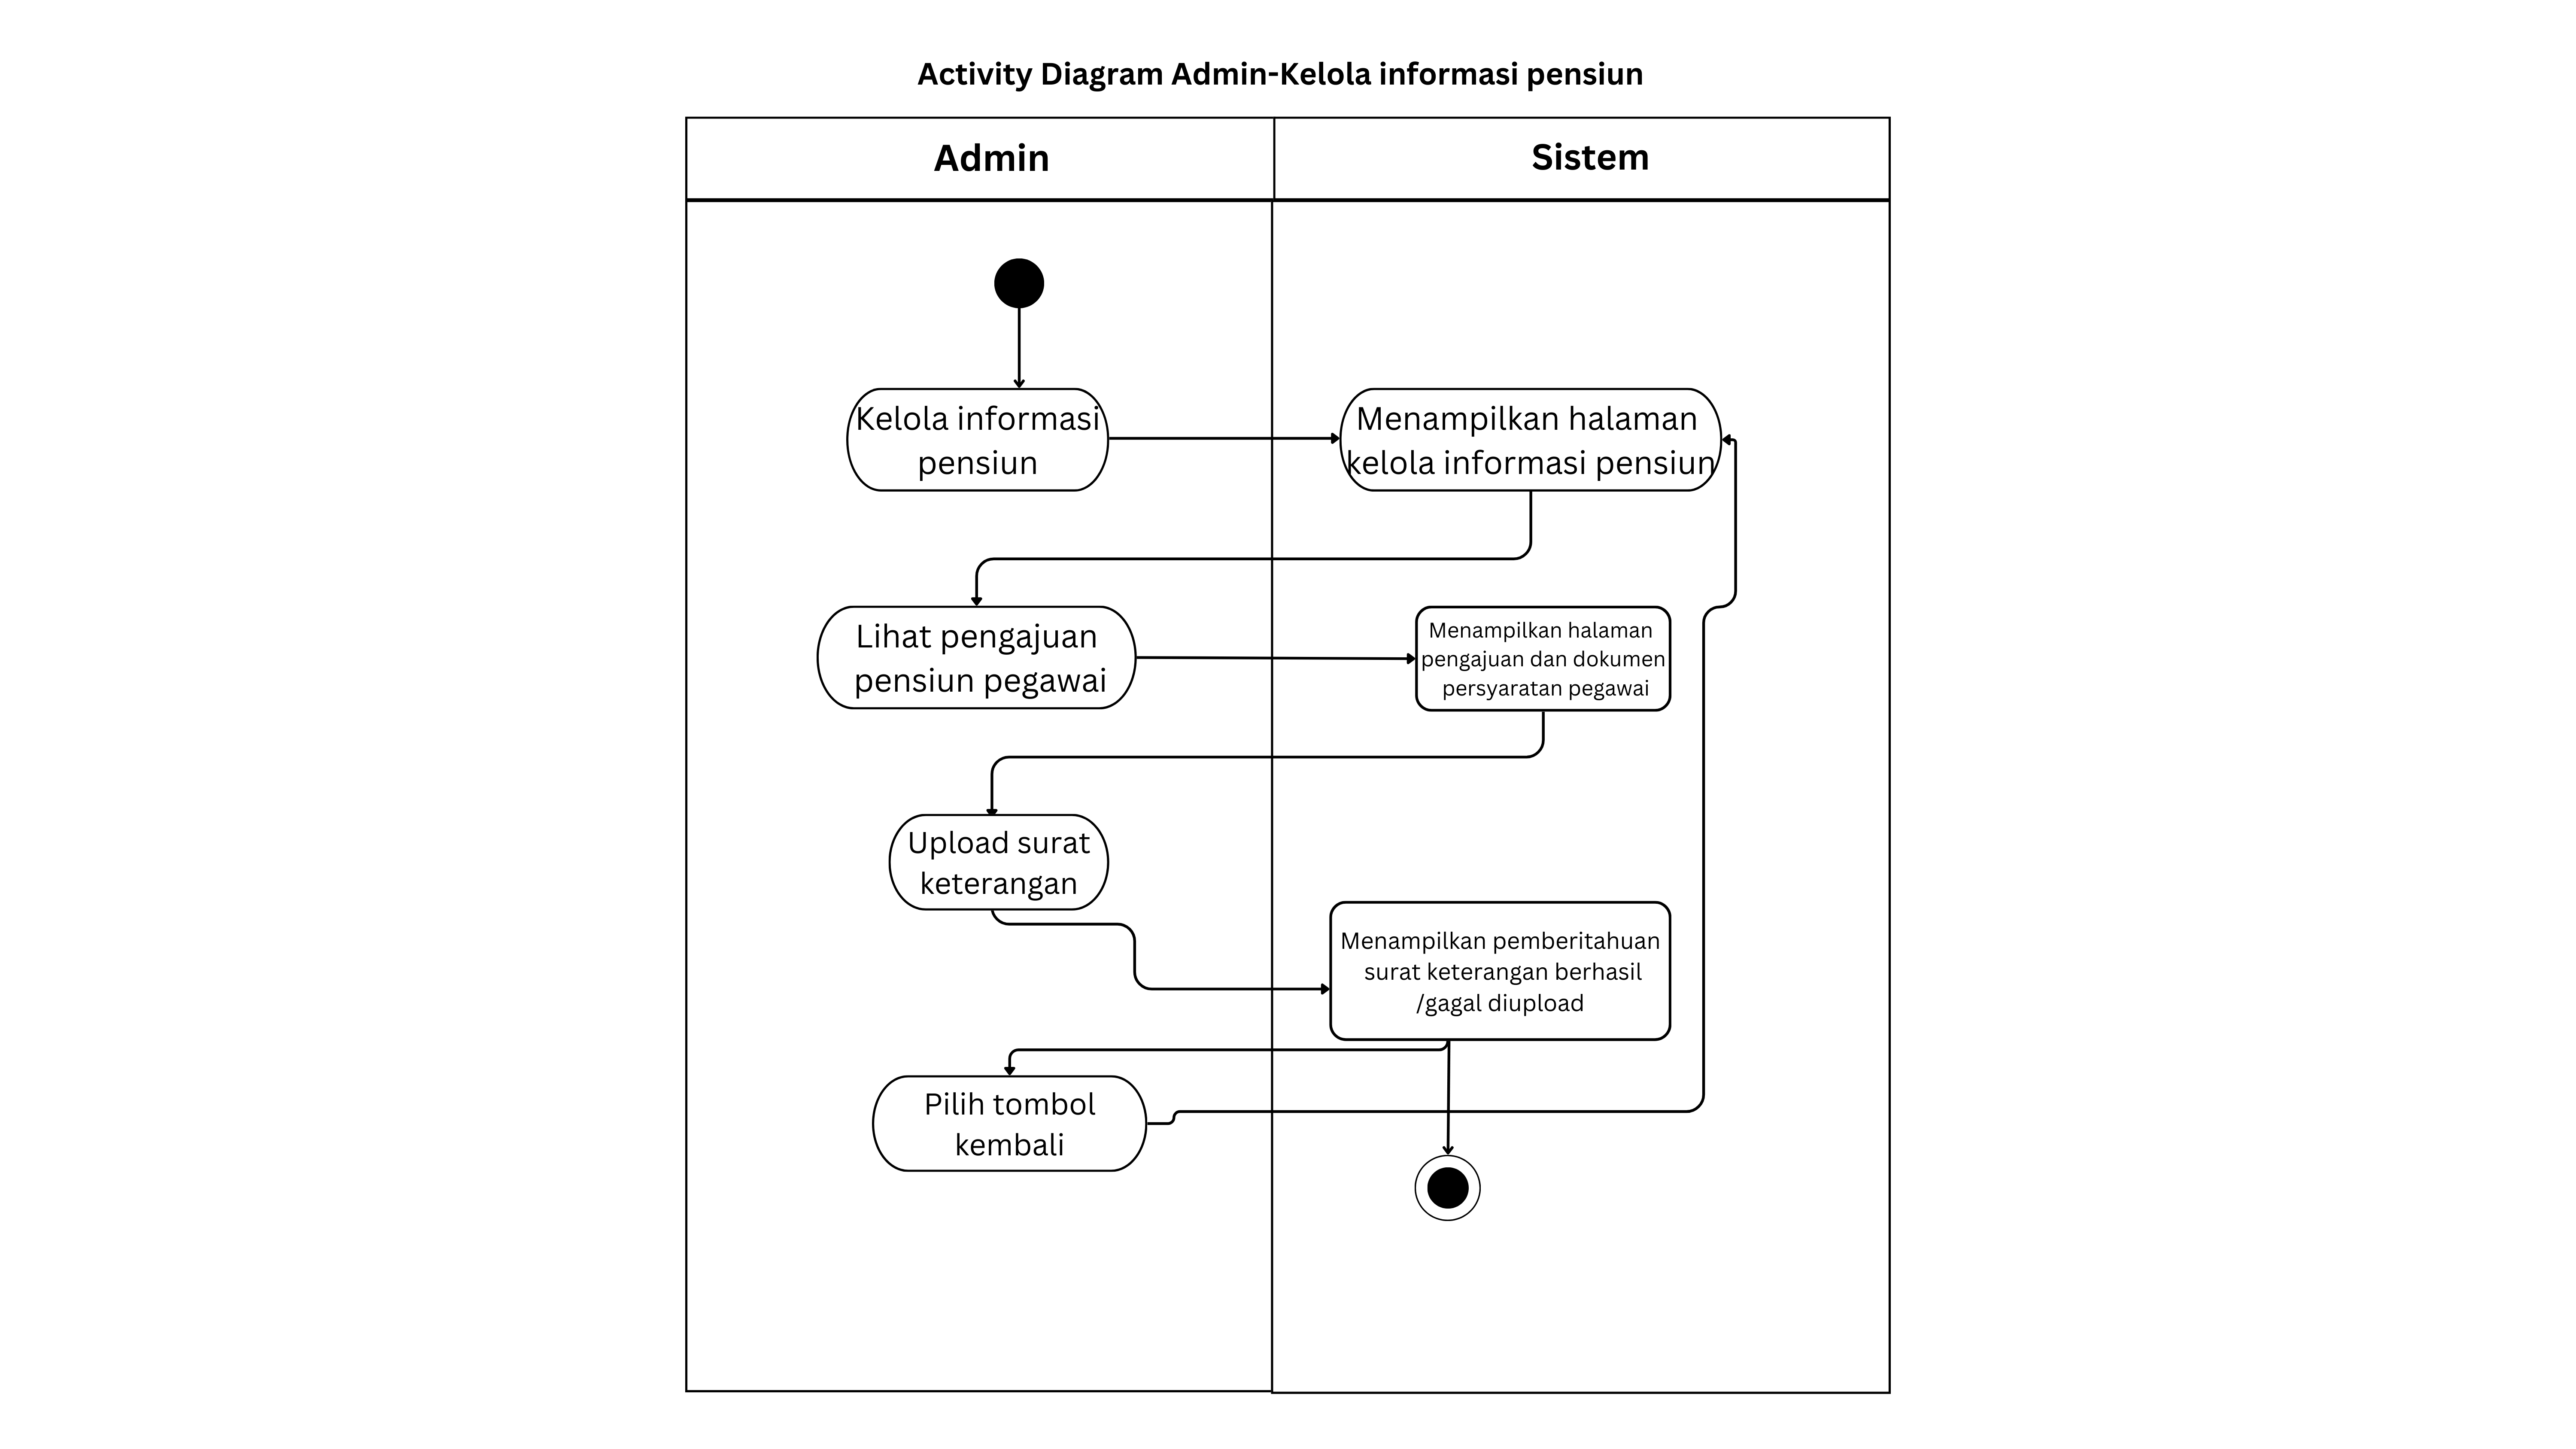 Activity Diagram Admin-Kelola informasi pensiun
Admin
Sistem
Kelola informasi
pensiun
Menampilkan halaman
kelola informasi pensiun
Lihat pengajuan
pensiun pegawai
Menampilkan halaman
pengajuan dan dokumen
persyaratan pegawai
Upload surat
keterangan
Menampilkan pemberitahuan
surat keterangan berhasil
/gagal diupload
Pilih tombol
kembali